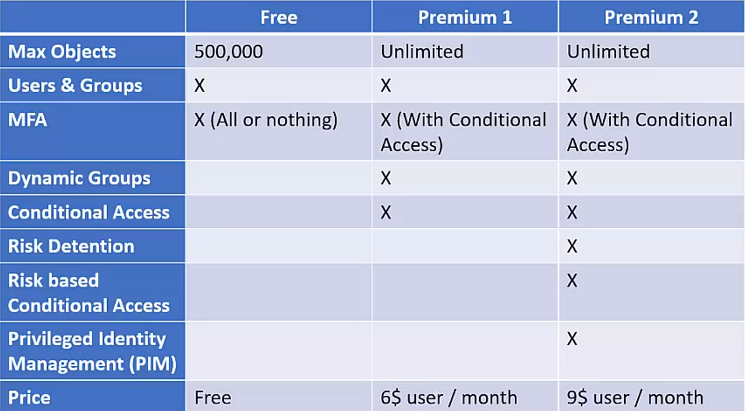 Free Premium 1 Premium 2
Max Objects 500,000 Unlimited Unlimited
Users & Groups X X X
MFA X (All or nothing) X (With Conditional X (With Conditional
Access) Access)
Dynamic Groups X X
Conditional Access X X
Risk Detention X
Risk based X
Conditional Access
Privileged Identity X
Management (PIM)
Price Free 6$ user / month 9$ user / month